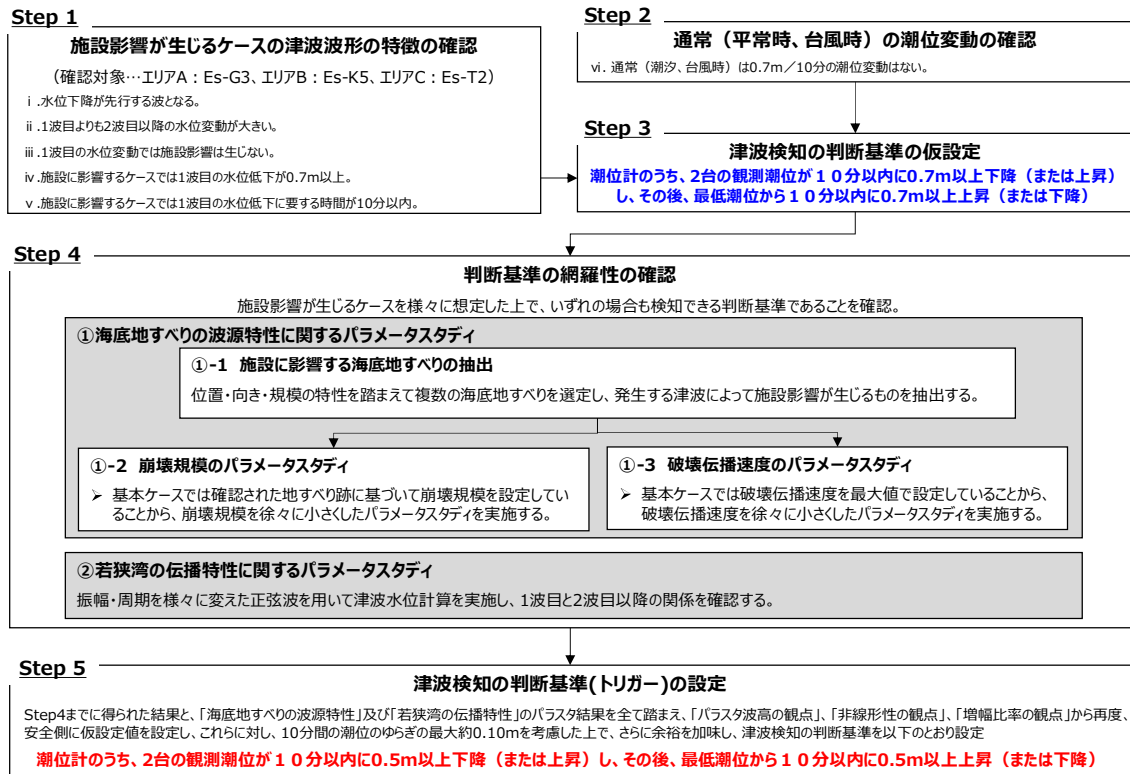 Step 1
施設影響が生じるケースの津波波形の特徴の確認
（確認対象…エリアA：Es-G3、エリアB：Es-K5、エリアC：Es-T2）
ⅰ.水位下降が先行する波となる。
ⅱ.1波目よりも2波目以降の水位変動が大きい。
ⅲ.1波目の水位変動では施設影響は生じない。
ⅳ.施設に影響するケースでは1波目の水位低下が0.7m以上。
ⅴ.施設に影響するケースでは1波目の水位低下に要する時間が10分以内。
Step 2
通常（平常時、台風時）の潮位変動の確認
ⅵ．通常（潮汐、台風時）は0.7m／10分の潮位変動はない。
Step 3
津波検知の判断基準の仮設定
潮位計のうち、2台の観測潮位が１０分以内に0.7m以上下降（または上昇）
し、その後、最低潮位から１０分以内に0.7m以上上昇（または下降）
Step 4
判断基準の網羅性の確認
施設影響が生じるケースを様々に想定した上で、いずれの場合も検知できる判断基準であることを確認。
①海底地すべりの波源特性に関するパラメータスタディ
①-1 施設に影響する海底地すべりの抽出
位置・向き・規模の特性を踏まえて複数の海底地すべりを選定し、発生する津波によって施設影響が生じるものを抽出する。
①-2 崩壊規模のパラメータスタディ
➢ 基本ケースでは確認された地すべり跡に基づいて崩壊規模を設定してい
ることから、崩壊規模を徐々に小さくしたパラメータスタディを実施する。
①-3 破壊伝播速度のパラメータスタディ
➢ 基本ケースでは破壊伝播速度を最大値で設定していることから、
破壊伝播速度を徐々に小さくしたパラメータスタディを実施する。
②若狭湾の伝播特性に関するパラメータスタディ
振幅・周期を様々に変えた正弦波を用いて津波水位計算を実施し、1波目と2波目以降の関係を確認する。
Step 5
津波検知の判断基準(トリガー)の設定
Step4までに得られた結果と、「海底地すべりの波源特性」及び「若狭湾の伝播特性」のパラスタ結果を全て踏まえ、「パラスタ波高の観点」、「非線形性の観点」、「増幅比率の観点」から再度、
安全側に仮設定値を設定し、これらに対し、10分間の潮位のゆらぎの最大約0.10mを考慮した上で、さらに余裕を加味し、津波検知の判断基準を以下のとおり設定
潮位計のうち、2台の観測潮位が１０分以内に0.5m以上下降（または上昇）し、その後、最低潮位から１０分以内に0.5m以上上昇（または下降）